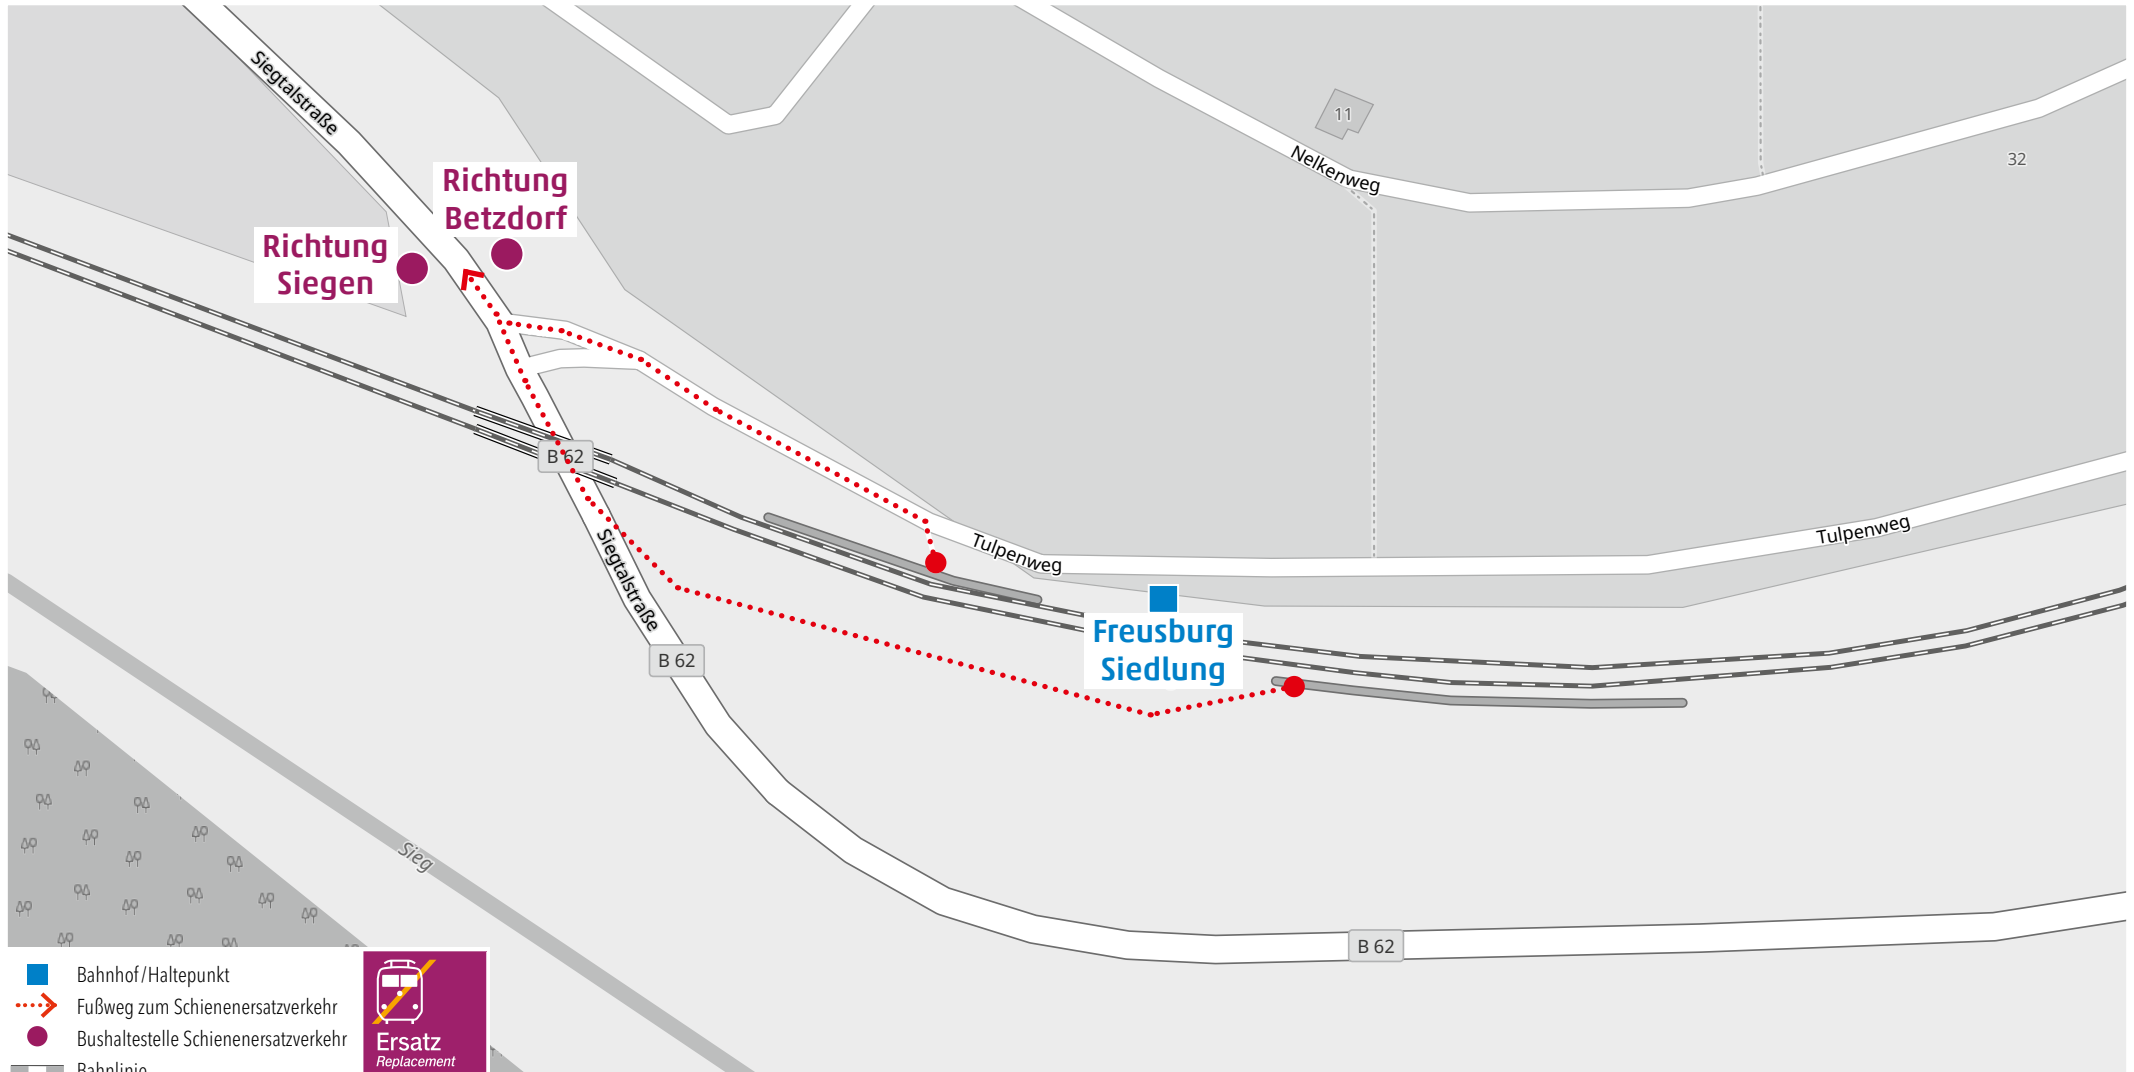 Siegtalstraße
11
Nelkenweg
32
Richtung
Betzdorf
Richtung
Siegen
B 62
Siegtalstraße
Tulpenweg
Tulpenweg
Freusburg
Siedlung
B 62
Sieg
B 62
Bahnhof/Haltepunkt
Fußweg zum Schienenersatzverkehr
Bushaltestelle Schienenersatzverkehr
Bahnlinie
Ersatz
Replacement